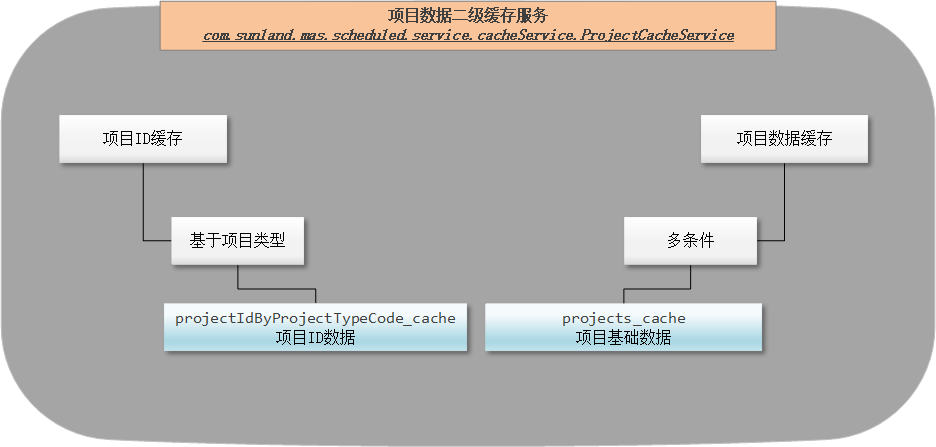 项目数据二级缓存服务
com.sunland.mas.scheduled.service.cacheService.ProjectCacheService
项目ID缓存
项目数据缓存
基于项目类型
多条件
projectIdByProjectTypeCode_cache
项目ID数据
projects_cache
项目基础数据